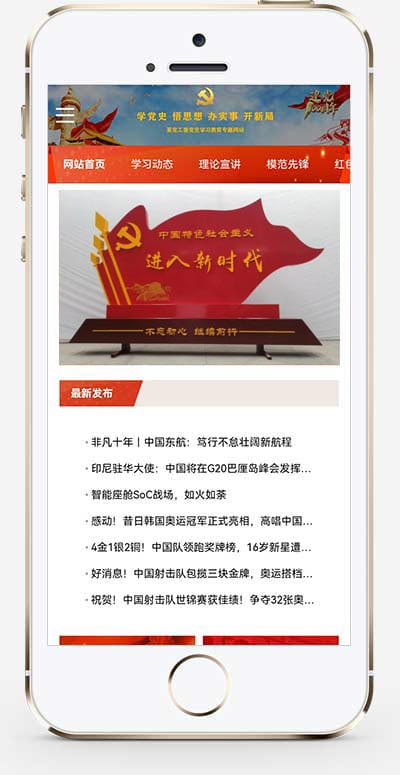 建党
100周年
学党史 悟思想 办实事 开新局
某党工委党史学习教育专题网站
网站首页 学习动态 理论宣讲 模范先锋 红色
中国特色社会主义
进入新时代
不忘初心 继续前行
最新发布
非凡十年丨中国东航：笃行不怠壮阔新航程
印尼驻华大使：中国将在G20巴厘岛峰会发挥...
智能座舱SoC战场，如火如荼
感动！昔日韩国奥运冠军正式亮相，高唱中国...
4金1银2铜！中国队领跑奖牌榜，16岁新星遭...
好消息！中国射击队包揽三块金牌，奥运搭档...
祝贺！中国射击队世锦赛获佳绩！争夺32张奥...